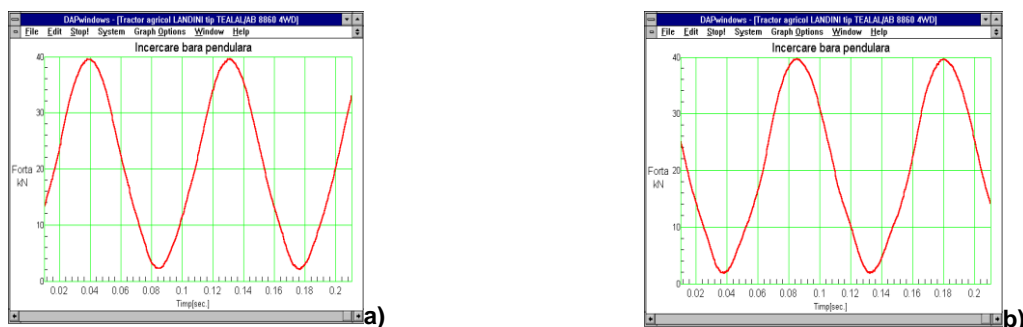 DAPwindows - [Tractor agricol LANDINI tip TEALAL/AB 8860 4WD]
File Edit Stop! System Graph Options Window Help
Incercare bara pendulara
40
30
Forta 20
kN
10
0
0.02 0.04 0.06 0.08 0.1 0.12 0.14 0.16 0.18 0.2
Timp[sec.]
a)
DAPwindows - [Tractor agricol LANDINI tip TEALAL/AB 8860 4WD]
File Edit Stop! System Graph Options Window Help
Incercare bara pendulara
40
30
Forta 20
kN
10
0
0.02 0.04 0.06 0.08 0.1 0.12 0.14 0.16 0.18 0.2
Timp[sec.]
b)